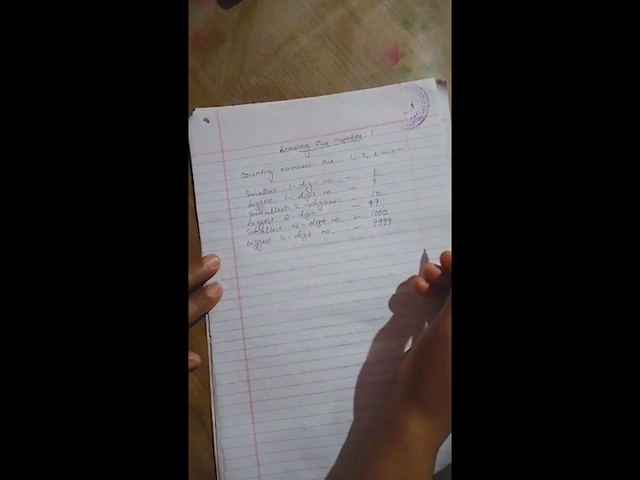 Knowing Our Numbers
Counting numbers are 1, 2, 3 ---
Smallest 1-digit no. - 1
biggest 1-digit no - 9
Smallest 2-digit no - 10
biggest 2-digit - 99
Smallest 4-digit no. - 1000
biggest 4-digit no. - 9999